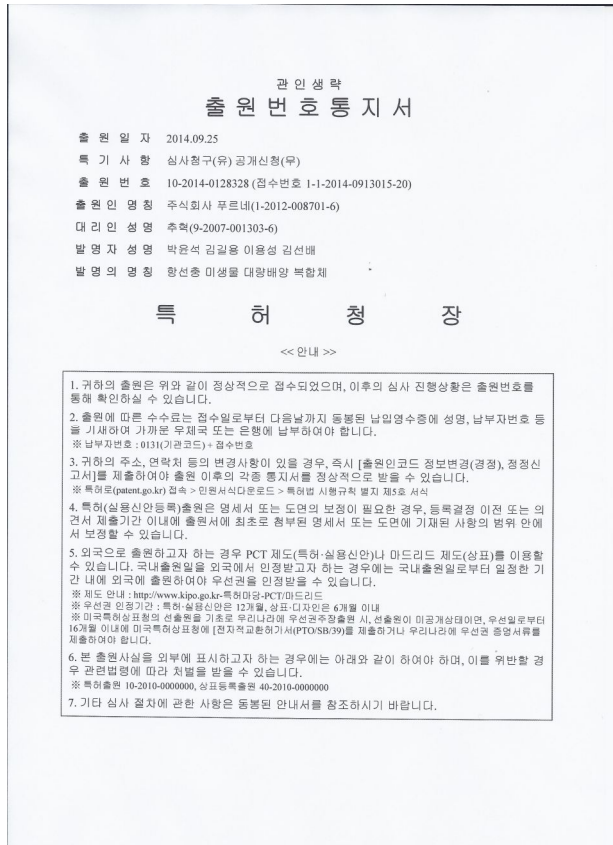 관 인 생 략
출 원 번 호 통 지 서
출 원 일 자 2014.09.25
특 기 사 항 심사청구(유) 공개신청(무)
출 원 번 호 10-2014-0128328 (접수번호 1-1-2014-0913015-20)
출 원 인 명 칭 주식회사 푸르네(1-2012-008701-6)
대 리 인 성 명 추혁(9-2007-001303-6)
발 명 자 성 명 박윤석 김길용 이용성 김선배
발 명 의 명 칭 항선충 미생물 대량배양 복합체
특 허 청 장
<< 안내 >>
1. 귀하의 출원은 위와 같이 정상적으로 접수되었으며, 이후의 심사 진행상황은 출원번호를
통해 확인하실 수 있습니다.
2. 출원에 따른 수수료는 접수일로부터 다음날까지 동봉된 납입영수증에 성명, 납부자번호 등
을 기재하여 가까운 우체국 또는 은행에 납부하여야 합니다.
※ 납부자번호 : 0131(기관코드) + 접수번호
3. 귀하의 주소, 연락처 등의 변경사항이 있을 경우, 즉시 [출원인코드 정보변경(경정), 정정신
고서]를 제출하여야 출원 이후의 각종 통지서를 정상적으로 받을 수 있습니다.
※ 특허로(patent.go.kr) 접속 > 민원서식다운로드 > 특허법 시행규칙 별지 제5호 서식
4. 특허(실용신안등록)출원은 명세서 또는 도면의 보정이 필요한 경우, 등록결정 이전 또는 의
견서 제출기간 이내에 출원서에 최초로 첨부된 명세서 또는 도면에 기재된 사항의 범위 안에
서 보정할 수 있습니다.
5. 외국으로 출원하고자 하는 경우 PCT 제도(특허·실용신안)나 마드리드 제도(상표)를 이용할
수 있습니다. 국내출원일을 외국에서 인정받고자 하는 경우에는 국내출원일로부터 일정한 기
간 내에 외국에 출원하여야 우선권을 인정받을 수 있습니다.
※ 제도 안내 : http://www.kipo.go.kr-특허마당-PCT/마드리드
※ 우선권 인정기간 : 특허·실용신안은 12개월, 상표·디자인은 6개월 이내
※ 미국특허상표청의 선출원을 기초로 우리나라에 우선권주장출원 시, 선출원이 미공개상태이면, 우선일로부터
16개월 이내에 미국특허상표청에 [전자적교환허가서(PTO/SB/39)를 제출하거나 우리나라에 우선권 증명서류를
제출하여야 합니다.
6. 본 출원사실을 외부에 표시하고자 하는 경우에는 아래와 같이 하여야 하며, 이를 위반할 경
우 관련법령에 따라 처벌을 받을 수 있습니다.
※ 특허출원 10-2010-0000000, 상표등록출원 40-2010-0000000
7. 기타 심사 절차에 관한 사항은 동봉된 안내서를 참조하시기 바랍니다.